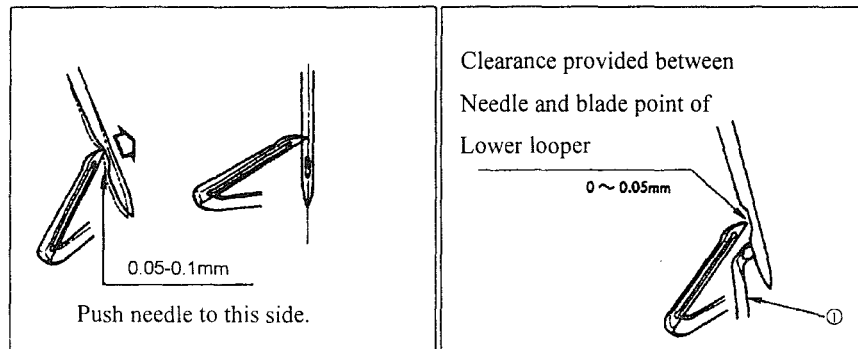 0.05-0.1mm
Push needle to this side.
Clearance provided between
Needle and blade point of
Lower looper
0～0.05mm
①